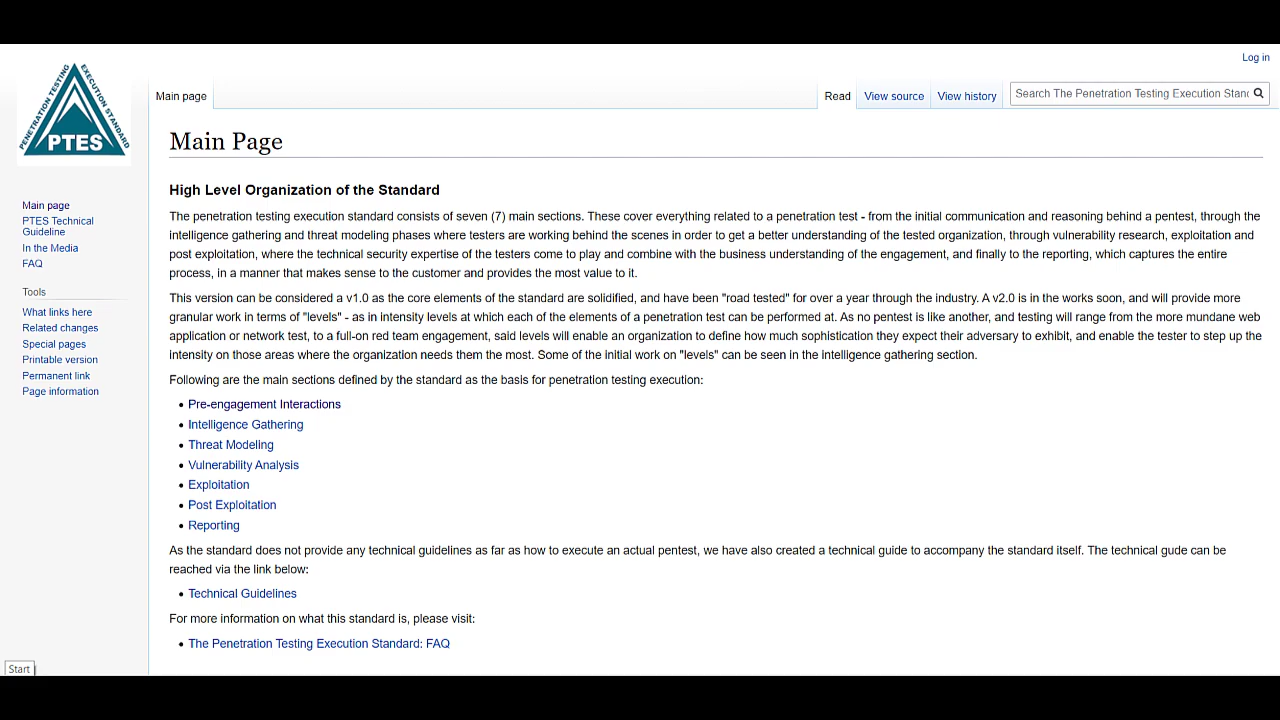 Log in
PENETRATION TESTING
EXECUTION STANDARD
PTES
Main page
Read
View source
View history
Search The Penetration Testing Execution Stan
Main Page
Main page
PTES Technical
Guideline
In the Media
FAQ
Tools
What links here
Related changes
Special pages
Printable version
Permanent link
Page information
High Level Organization of the Standard
The penetration testing execution standard consists of seven (7) main sections. These cover everything related to a penetration test - from the initial communication and reasoning behind a pentest, through the
intelligence gathering and threat modeling phases where testers are working behind the scenes in order to get a better understanding of the tested organization, through vulnerability research, exploitation and
post exploitation, where the technical security expertise of the testers come to play and combine with the business understanding of the engagement, and finally to the reporting, which captures the entire
process, in a manner that makes sense to the customer and provides the most value to it.
This version can be considered a v1.0 as the core elements of the standard are solidified, and have been "road tested" for over a year through the industry. A v2.0 is in the works soon, and will provide more
granular work in terms of "levels" - as in intensity levels at which each of the elements of a penetration test can be performed at. As no pentest is like another, and testing will range from the more mundane web
application or network test, to a full-on red team engagement, said levels will enable an organization to define how much sophistication they expect their adversary to exhibit, and enable the tester to step up the
intensity on those areas where the organization needs them the most. Some of the initial work on "levels" can be seen in the intelligence gathering section.
Following are the main sections defined by the standard as the basis for penetration testing execution:
• Pre-engagement Interactions
• Intelligence Gathering
• Threat Modeling
• Vulnerability Analysis
• Exploitation
• Post Exploitation
• Reporting
As the standard does not provide any technical guidelines as far as how to execute an actual pentest, we have also created a technical guide to accompany the standard itself. The technical gude can be
reached via the link below:
• Technical Guidelines
For more information on what this standard is, please visit:
• The Penetration Testing Execution Standard: FAQ
Start